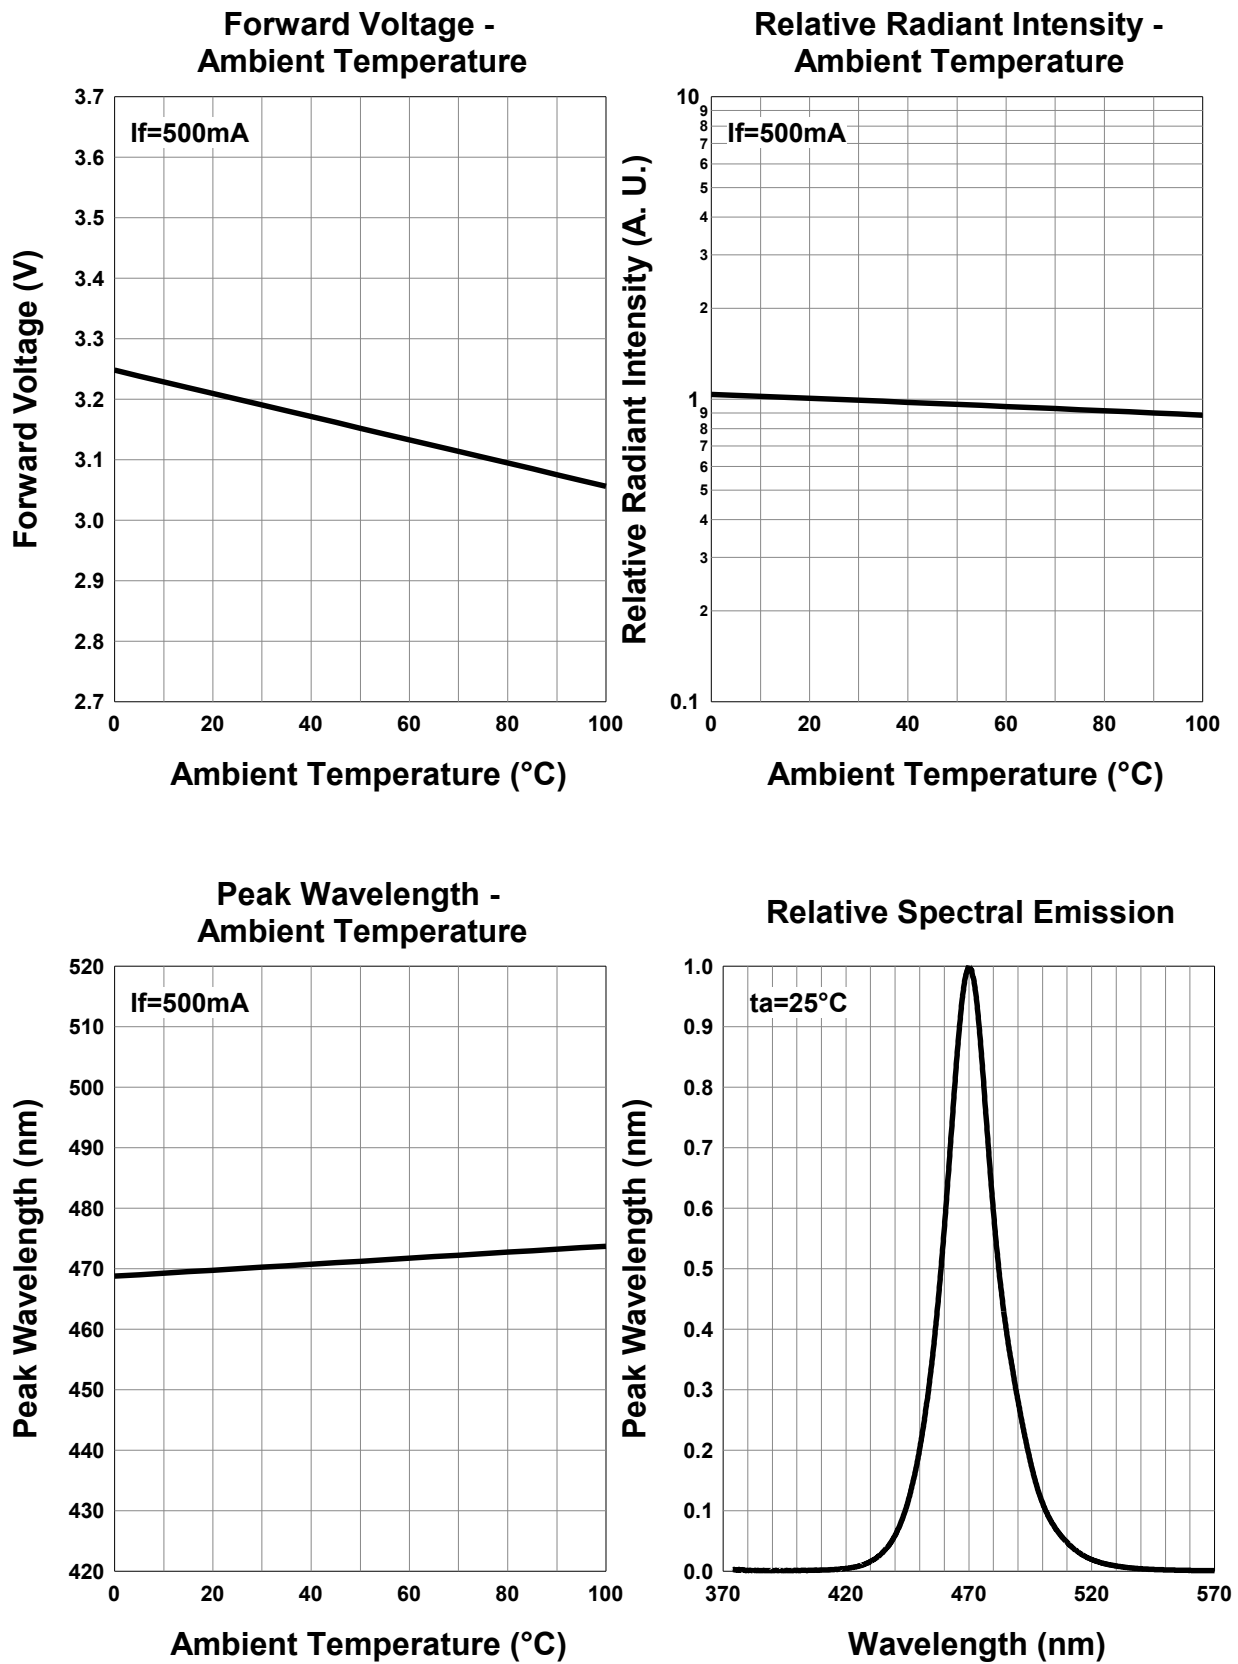 Forward Voltage -
Ambient Temperature
Forward Voltage (V)
3.7
3.6
3.5
3.4
3.3
3.2
3.1
3.0
2.9
2.8
2.7
If=500mA
0 20 40 60 80 100
Ambient Temperature (°C)
Relative Radiant Intensity -
Ambient Temperature
Relative Radiant Intensity (A. U.)
10
9
8
7
6
5
4
3
2
1
9
8
7
6
5
4
3
2
0.1
If=500mA
0 20 40 60 80 100
Ambient Temperature (°C)
Peak Wavelength -
Ambient Temperature
Peak Wavelength (nm)
520
510
500
490
480
470
460
450
440
430
420
If=500mA
0 20 40 60 80 100
Ambient Temperature (°C)
Relative Spectral Emission
Peak Wavelength (nm)
1.0
0.9
0.8
0.7
0.6
0.5
0.4
0.3
0.2
0.1
0.0
ta=25°C
370 420 470 520 570
Wavelength (nm)